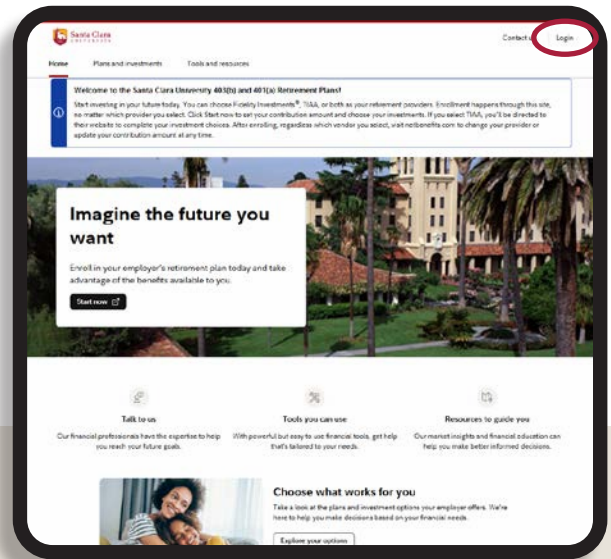 Santa Clara
UNIVERSITY
Contact us
Login
Home
Plans and investments
Tools and resources
Welcome to the Santa Clara University 403(b) and 401(a) Retirement Plans!
Start investing in your future today. You can choose Fidelity Investments®, TIAA, or both as your retirement providers. Enrollment happens through this site,
no matter which provider you select. Click Start now to set your contribution amount and choose your investments. If you select TIAA, you'll be directed to
their website to complete your investment choices. After enrolling, regardless which vendor you select, visit netbenefits.com to change your provider or
update your contribution amount at any time.
Imagine the future you
want
Enroll in your employer's retirement plan today and take
advantage of the benefits available to you.
Start now
Talk to us
Our financial professionals have the expertise to help
you reach your future goals.
Tools you can use
With powerful but easy to use financial tools, get help
that's tailored to your needs.
Resources to guide you
Our market insights and financial education can
help you make better informed decisions.
Choose what works for you
Take a look at the plans and investment options your employer offers. We're
here to help you make decisions based on your financial needs.
Explore your options